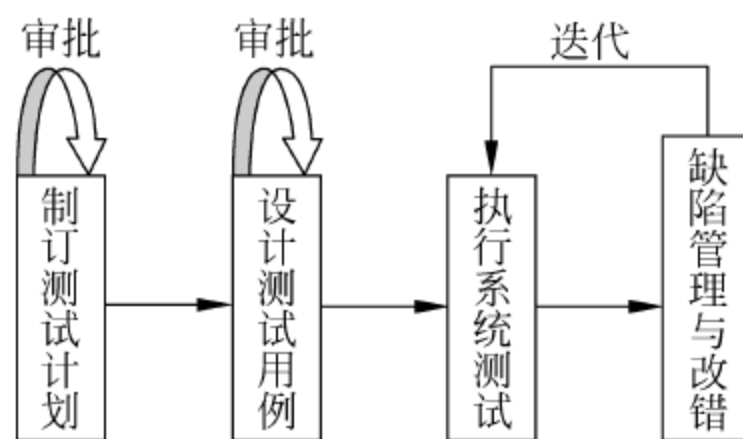 审批
审批
迭代
制订测试计划
设计测试用例
执行系统测试
缺陷管理与改错